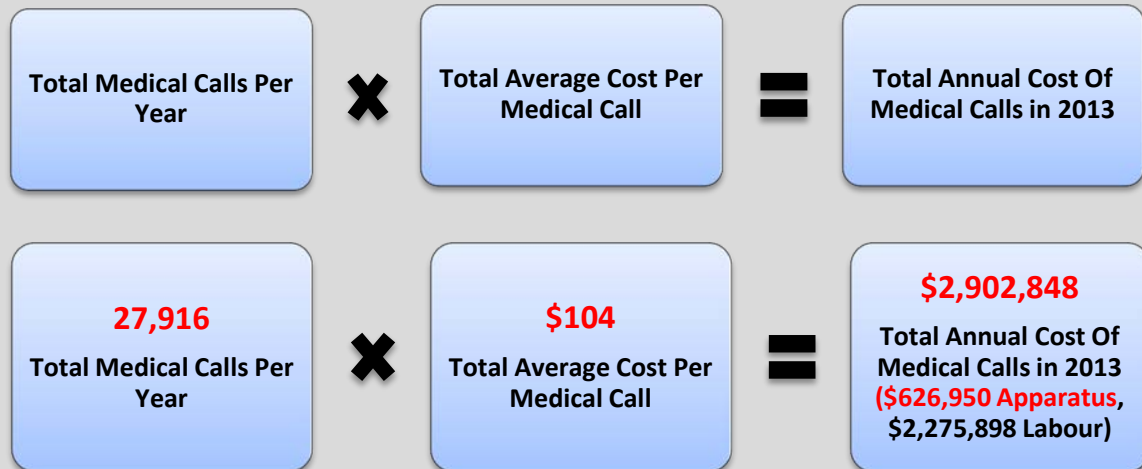 Total Medical Calls Per
Year
✖
Total Average Cost Per
Medical Call
=
Total Annual Cost Of
Medical Calls in 2013
27,916
Total Medical Calls Per
Year
✖
$104
Total Average Cost Per
Medical Call
=
$2,902,848
Total Annual Cost Of
Medical Calls in 2013
($626,950 Apparatus,
$2,275,898 Labour)